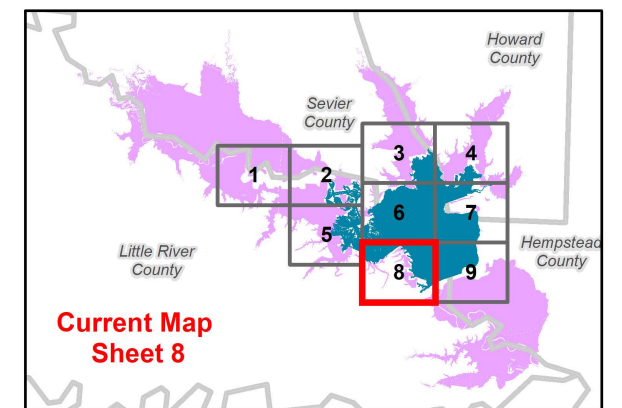 Howard
County
Sevier
County
3
4
1
2
6
7
5
Little River
County
8
9
Hempstead
County
Current Map
Sheet 8